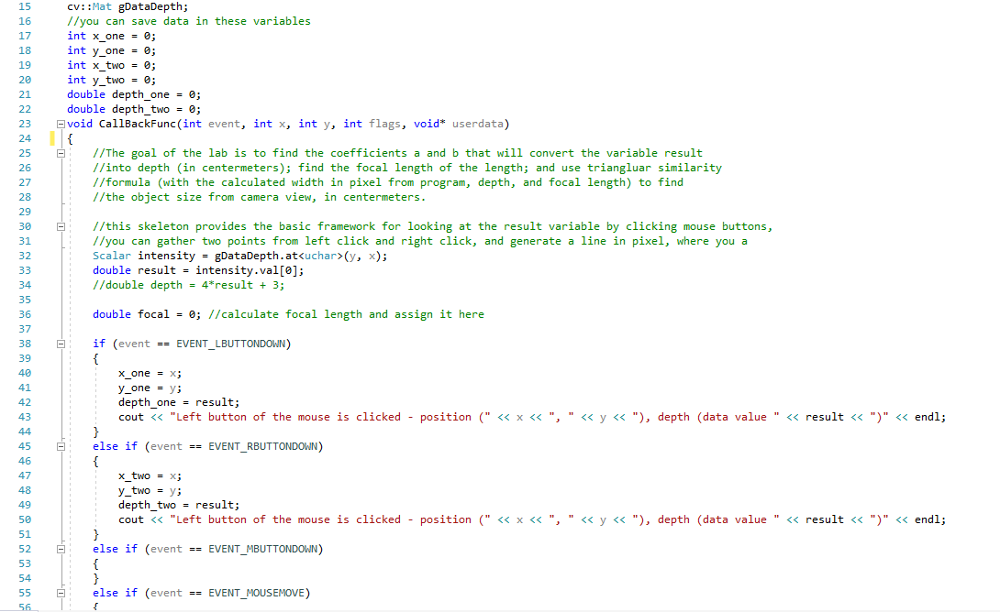 15 cv::Mat gDataDepth;
16 //you can save data in these variables
17 int x_one = 0;
18 int y_one = 0;
19 int x_two = 0;
20 int y_two = 0;
21 double depth_one = 0;
22 double depth_two = 0;
23 void CallBackFunc(int event, int x, int y, int flags, void* userdata)
24 {
25 //The goal of the lab is to find the coefficients a and b that will convert the variable result
26 //into depth (in centermeters); find the focal length of the length; and use triangluar similarity
27 //formula (with the calculated width in pixel from program, depth, and focal length) to find
28 //the object size from camera view, in centermeters.
29
30 //this skeleton provides the basic framework for looking at the result variable by clicking mouse buttons,
31 //you can gather two points from left click and right click, and generate a line in pixel, where you a
32 Scalar intensity = gDataDepth.at<uchar>(y, x);
33 double result = intensity.val[0];
34 //double depth = 4*result + 3;
35
36 double focal = 0; //calculate focal length and assign it here
37
38 if (event == EVENT_LBUTTONDOWN)
39 {
40 x_one = x;
41 y_one = y;
42 depth_one = result;
43 cout << "Left button of the mouse is clicked - position (" << x << ", " << y << "), depth (data value " << result << ")" << endl;
44 }
45 else if (event == EVENT_RBUTTONDOWN)
46 {
47 x_two = x;
48 y_two = y;
49 depth_two = result;
50 cout << "Left button of the mouse is clicked - position (" << x << ", " << y << "), depth (data value " << result << ")" << endl;
51 }
52 else if (event == EVENT_MBUTTONDOWN)
53 {
54 }
55 else if (event == EVENT_MOUSEMOVE)
56 {